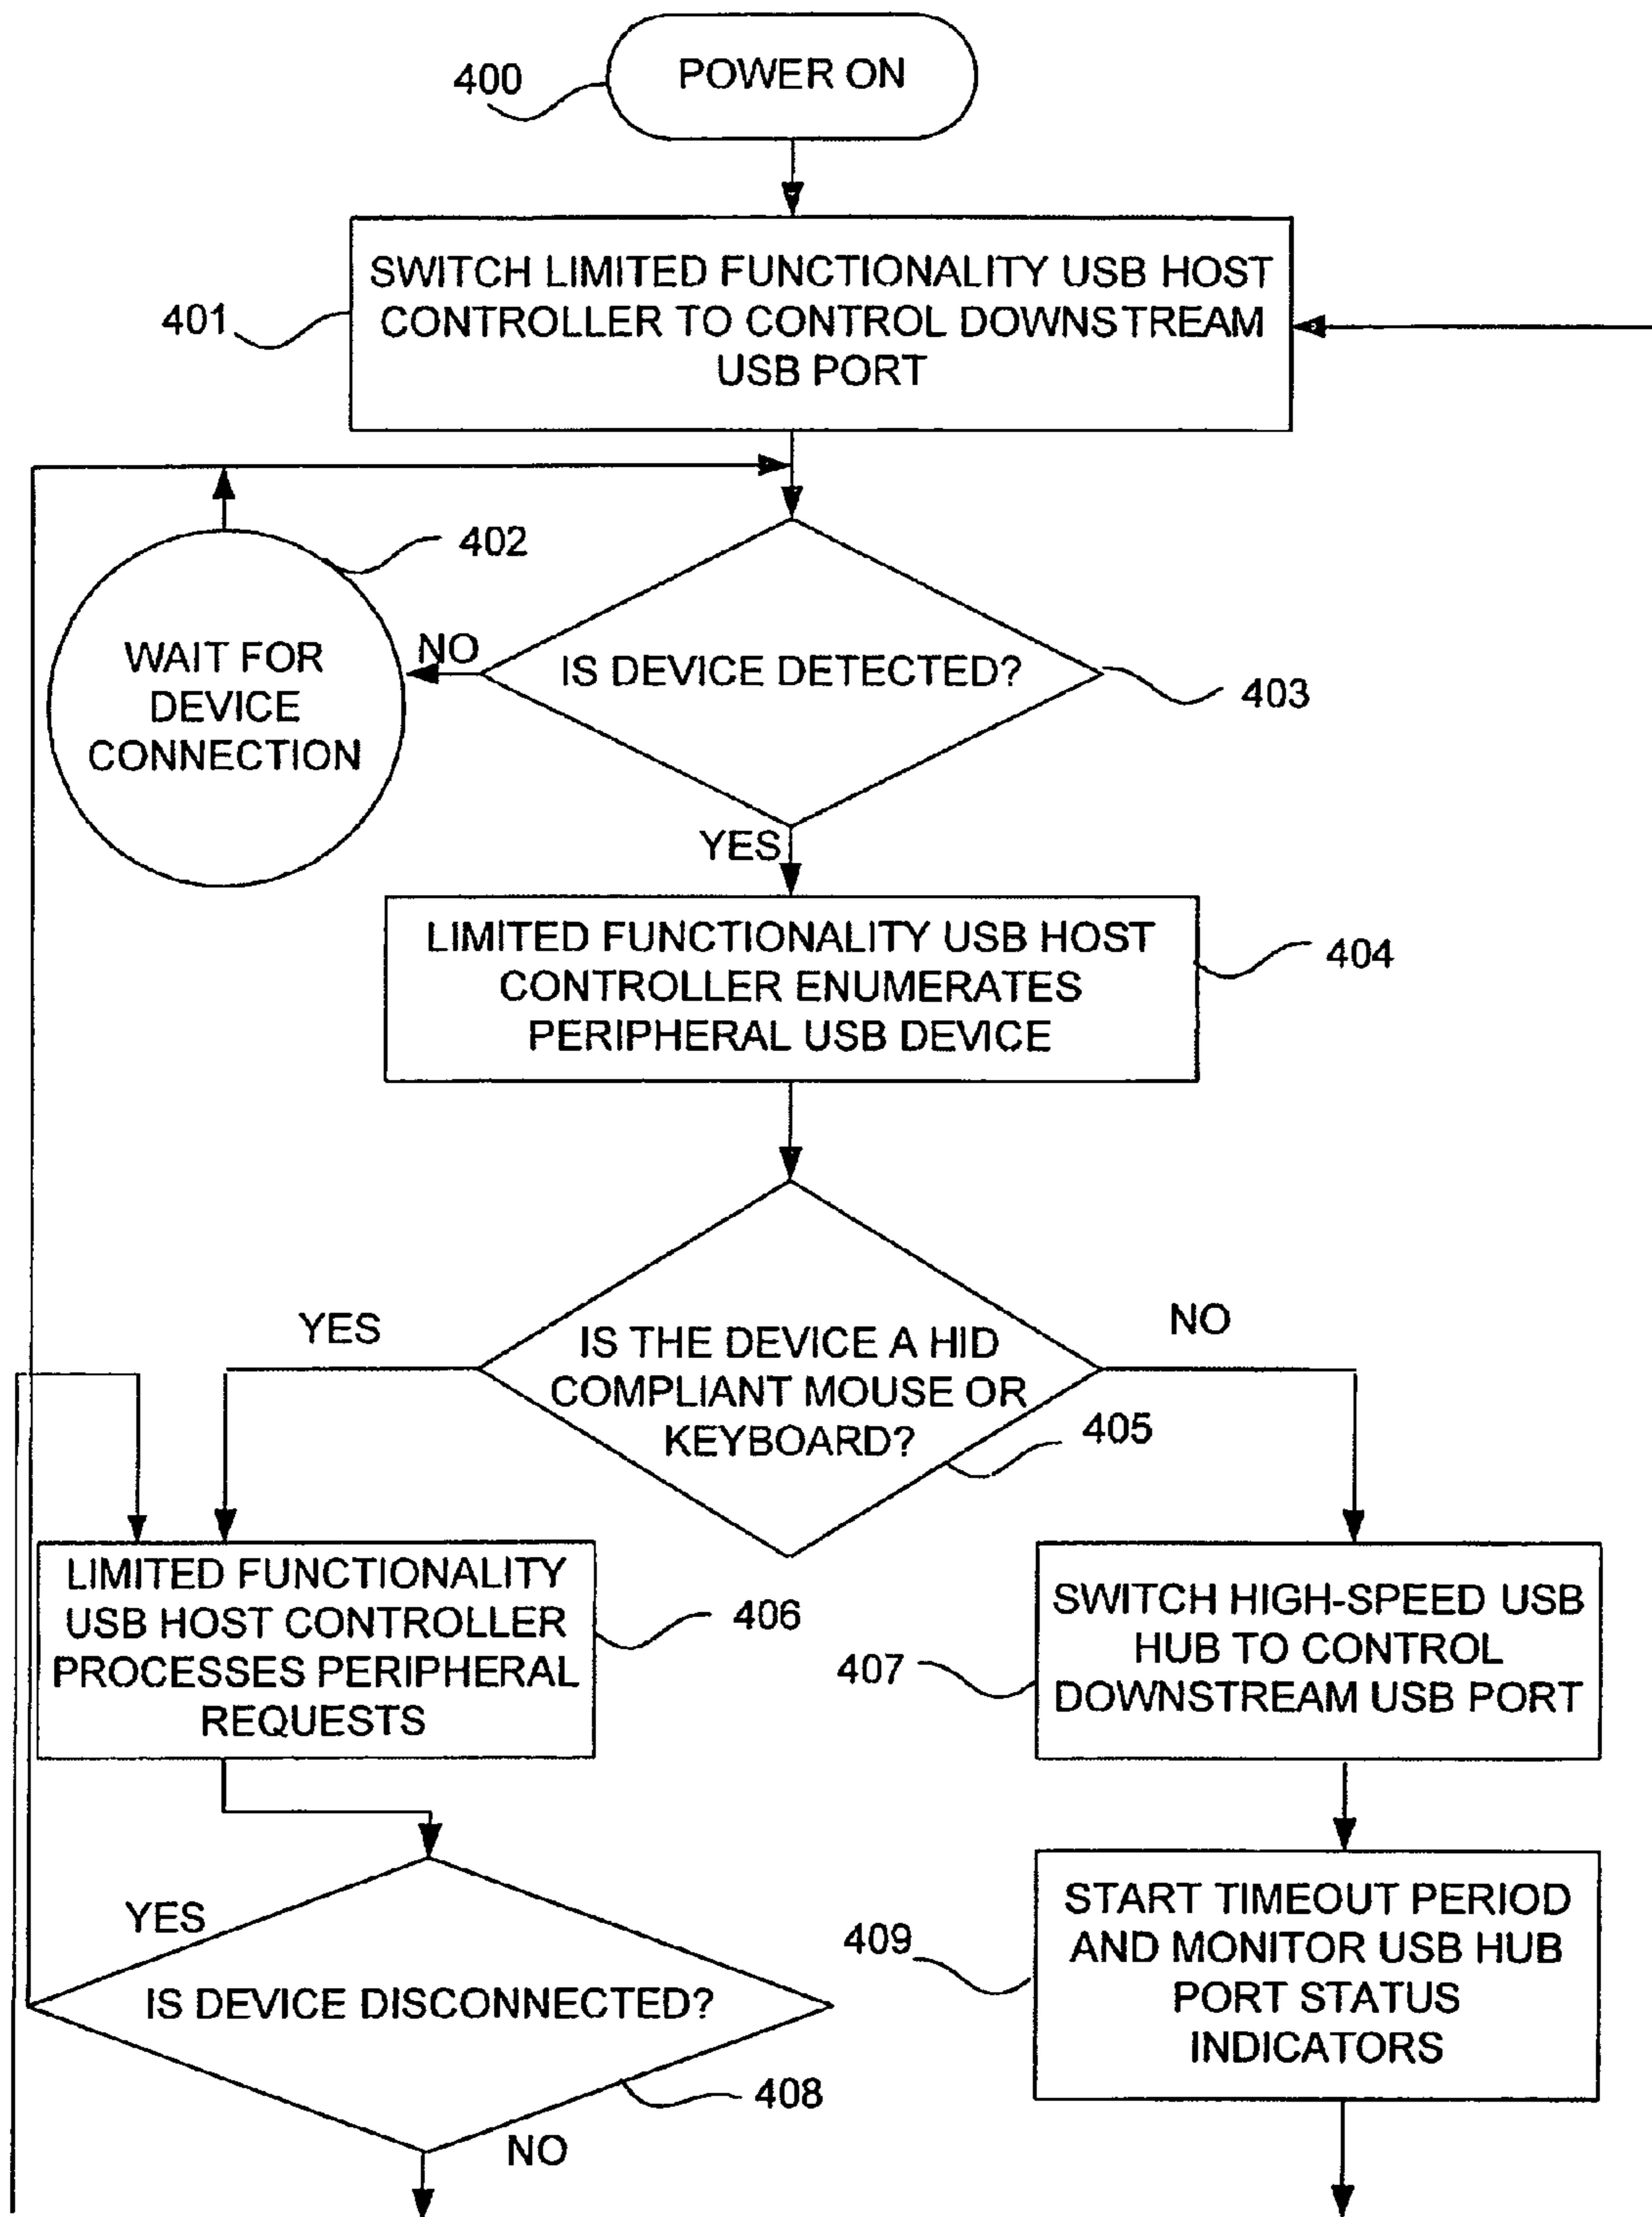 POWER ON
400
SWITCH LIMITED FUNCTIONALITY USB HOST
CONTROLLER TO CONTROL DOWNSTREAM
USB PORT
401
402
WAIT FOR
DEVICE
CONNECTION
NO
IS DEVICE DETECTED?
403
YES
LIMITED FUNCTIONALITY USB HOST
CONTROLLER ENUMERATES
PERIPHERAL USB DEVICE
404
YES
IS THE DEVICE A HID
COMPLIANT MOUSE OR
KEYBOARD?
NO
405
LIMITED FUNCTIONALITY
USB HOST CONTROLLER
PROCESSES PERIPHERAL
REQUESTS
406
SWITCH HIGH-SPEED USB
HUB TO CONTROL
DOWNSTREAM USB PORT
407
YES
IS DEVICE DISCONNECTED?
408
NO
START TIMEOUT PERIOD
AND MONITOR USB HUB
PORT STATUS
INDICATORS
409